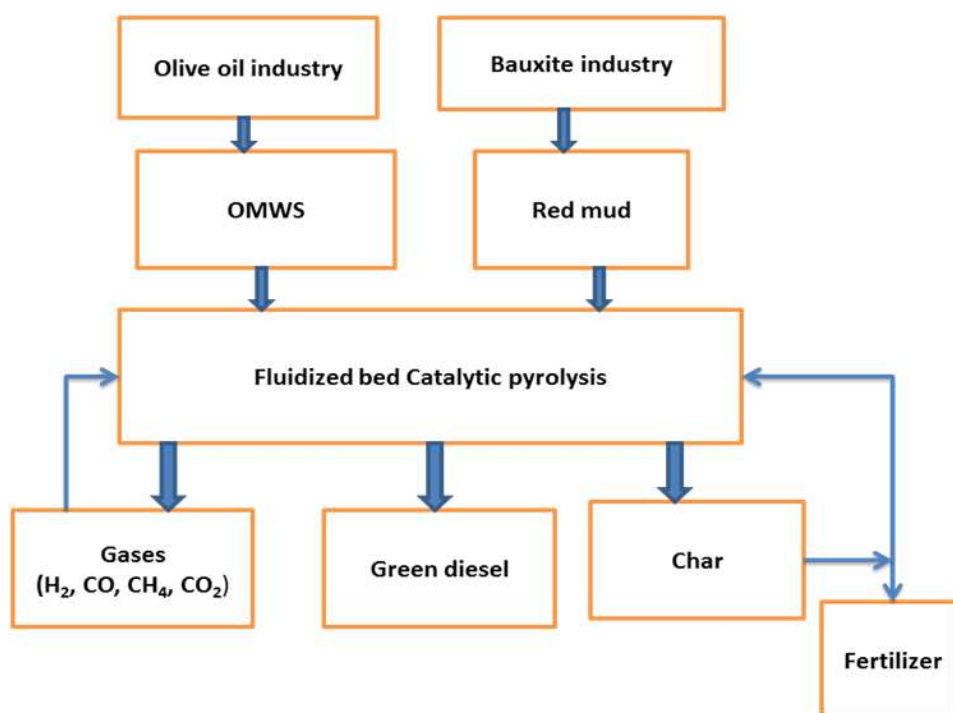 Olive oil industry
Bauxite industry
OMWS
Red mud
Fluidized bed Catalytic pyrolysis
Gases
(H₂, CO, CH₄, CO₂)
Green diesel
Char
Fertilizer